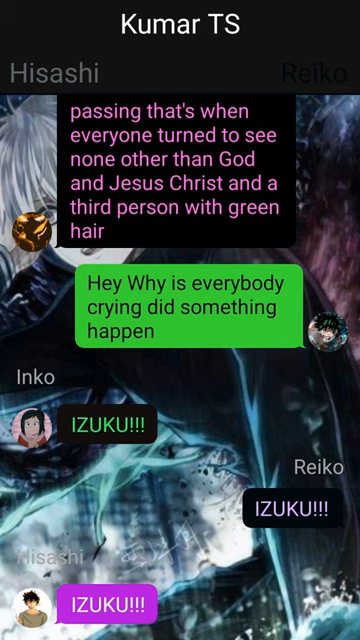 Kumar TS
Hisashi
Reiko
passing that's when
everyone turned to see
none other than God
and Jesus Christ and a
third person with green
hair
Hey Why is everybody
crying did something
happen
Inko
IZUKU!!!
Reiko
IZUKU!!!
Hisashi
IZUKU!!!